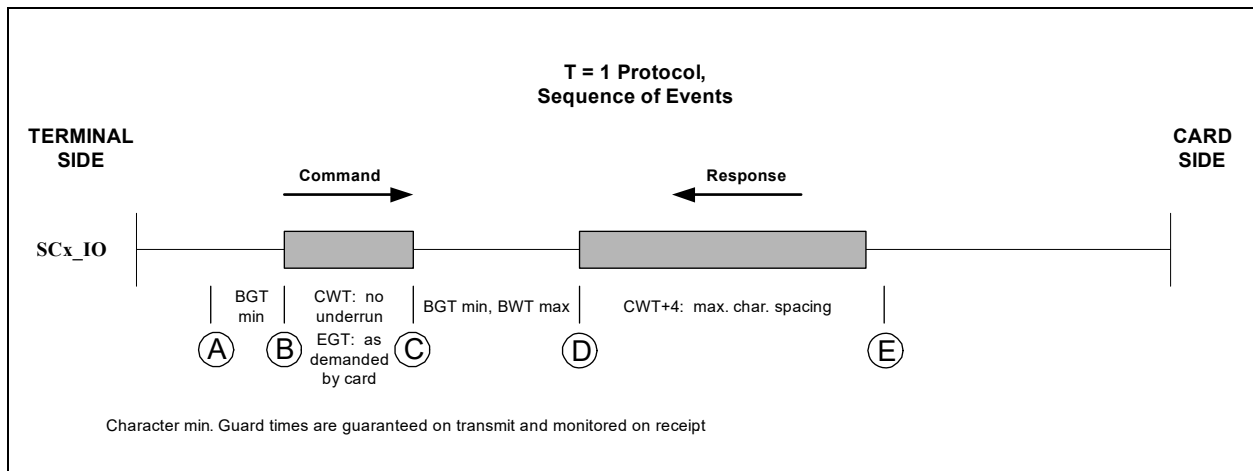 T = 1 Protocol,
Sequence of Events
TERMINAL
SIDE
CARD
SIDE
Command
Response
SCx_IO
BGT
min
CWT: no
underrun
EGT: as
demanded
by card
BGT min, BWT max
CWT+4: max. char. spacing
A
B
C
D
E
Character min. Guard times are guaranteed on transmit and monitored on receipt